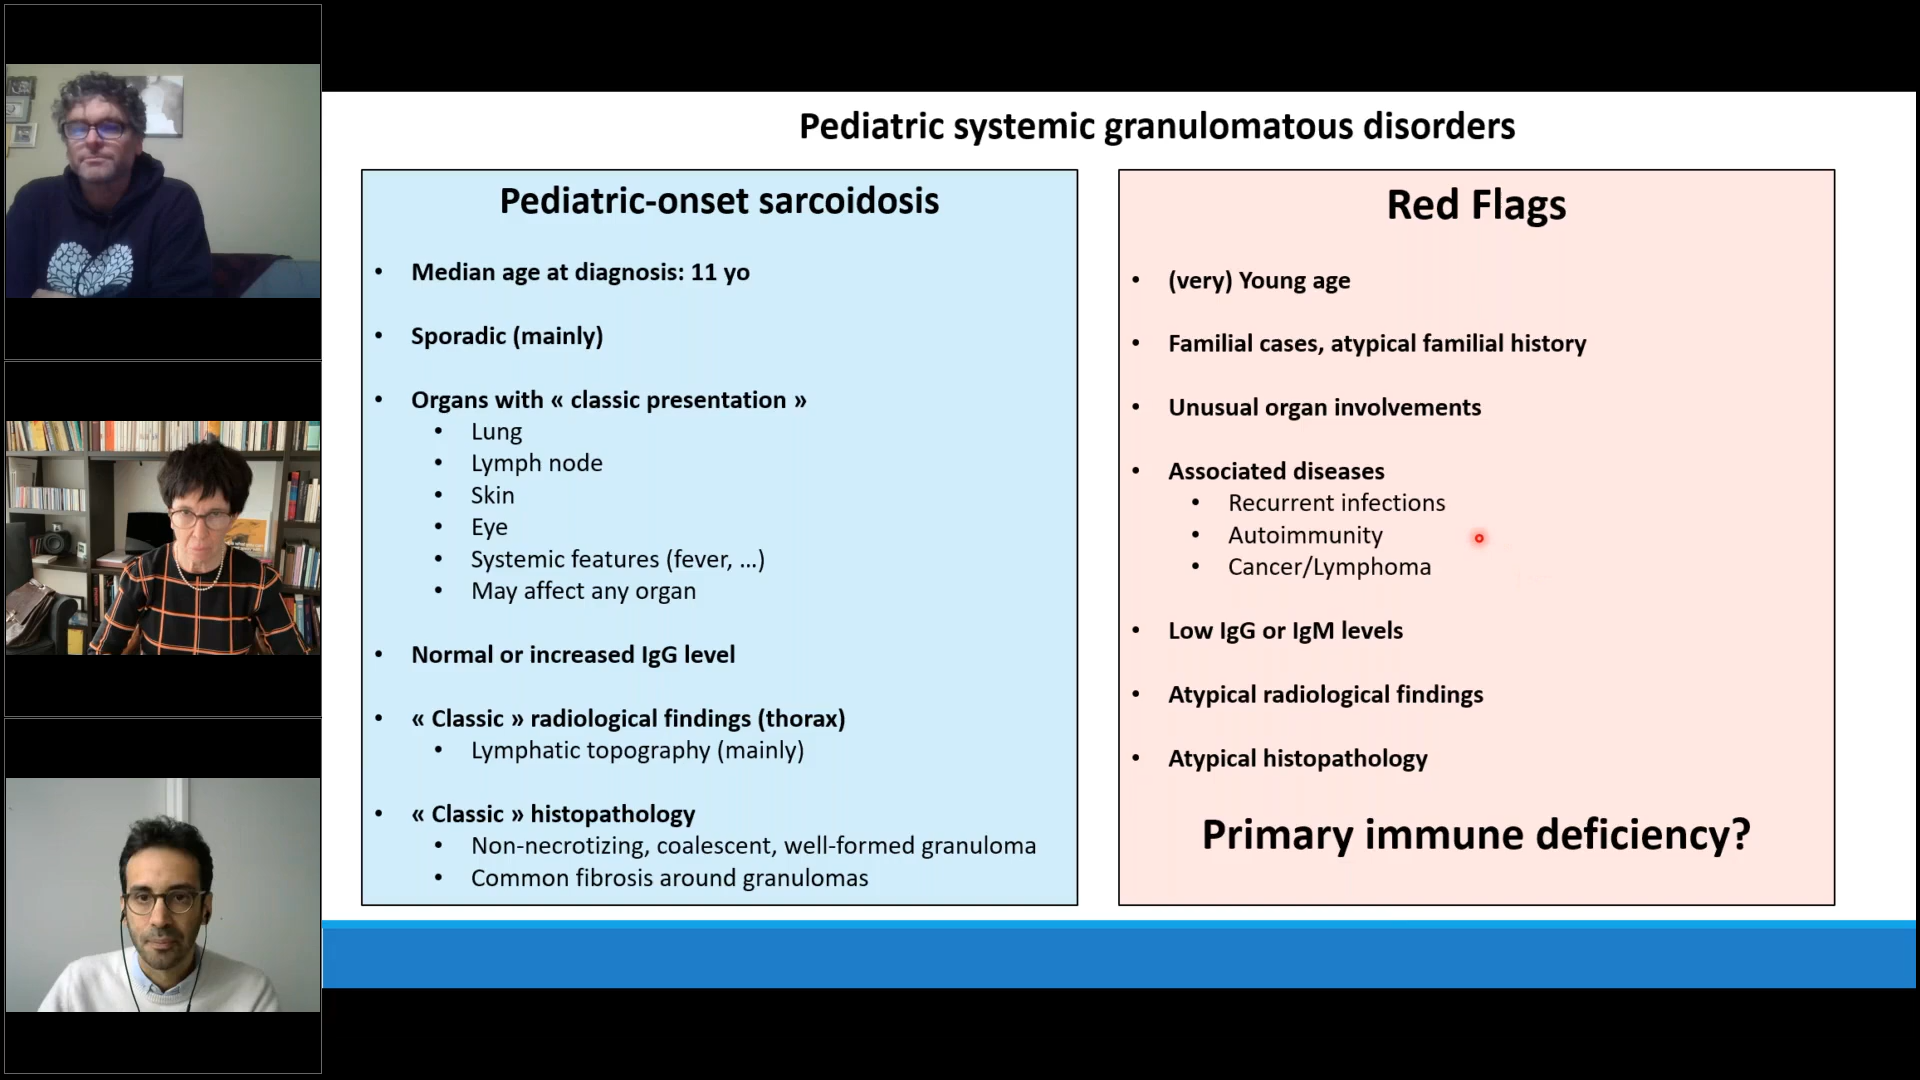 Pediatric systemic granulomatous disorders
Pediatric-onset sarcoidosis
• Median age at diagnosis: 11 yo
• Sporadic (mainly)
• Organs with « classic presentation »
• Lung
• Lymph node
• Skin
• Eye
• Systemic features (fever, ...)
• May affect any organ
• Normal or increased IgG level
• « Classic » radiological findings (thorax)
• Lymphatic topography (mainly)
• « Classic » histopathology
• Non-necrotizing, coalescent, well-formed granuloma
• Common fibrosis around granulomas
Red Flags
• (very) Young age
• Familial cases, atypical familial history
• Unusual organ involvements
• Associated diseases
• Recurrent infections
• Autoimmunity
• Cancer/Lymphoma
• Low IgG or IgM levels
• Atypical radiological findings
• Atypical histopathology
Primary immune deficiency?